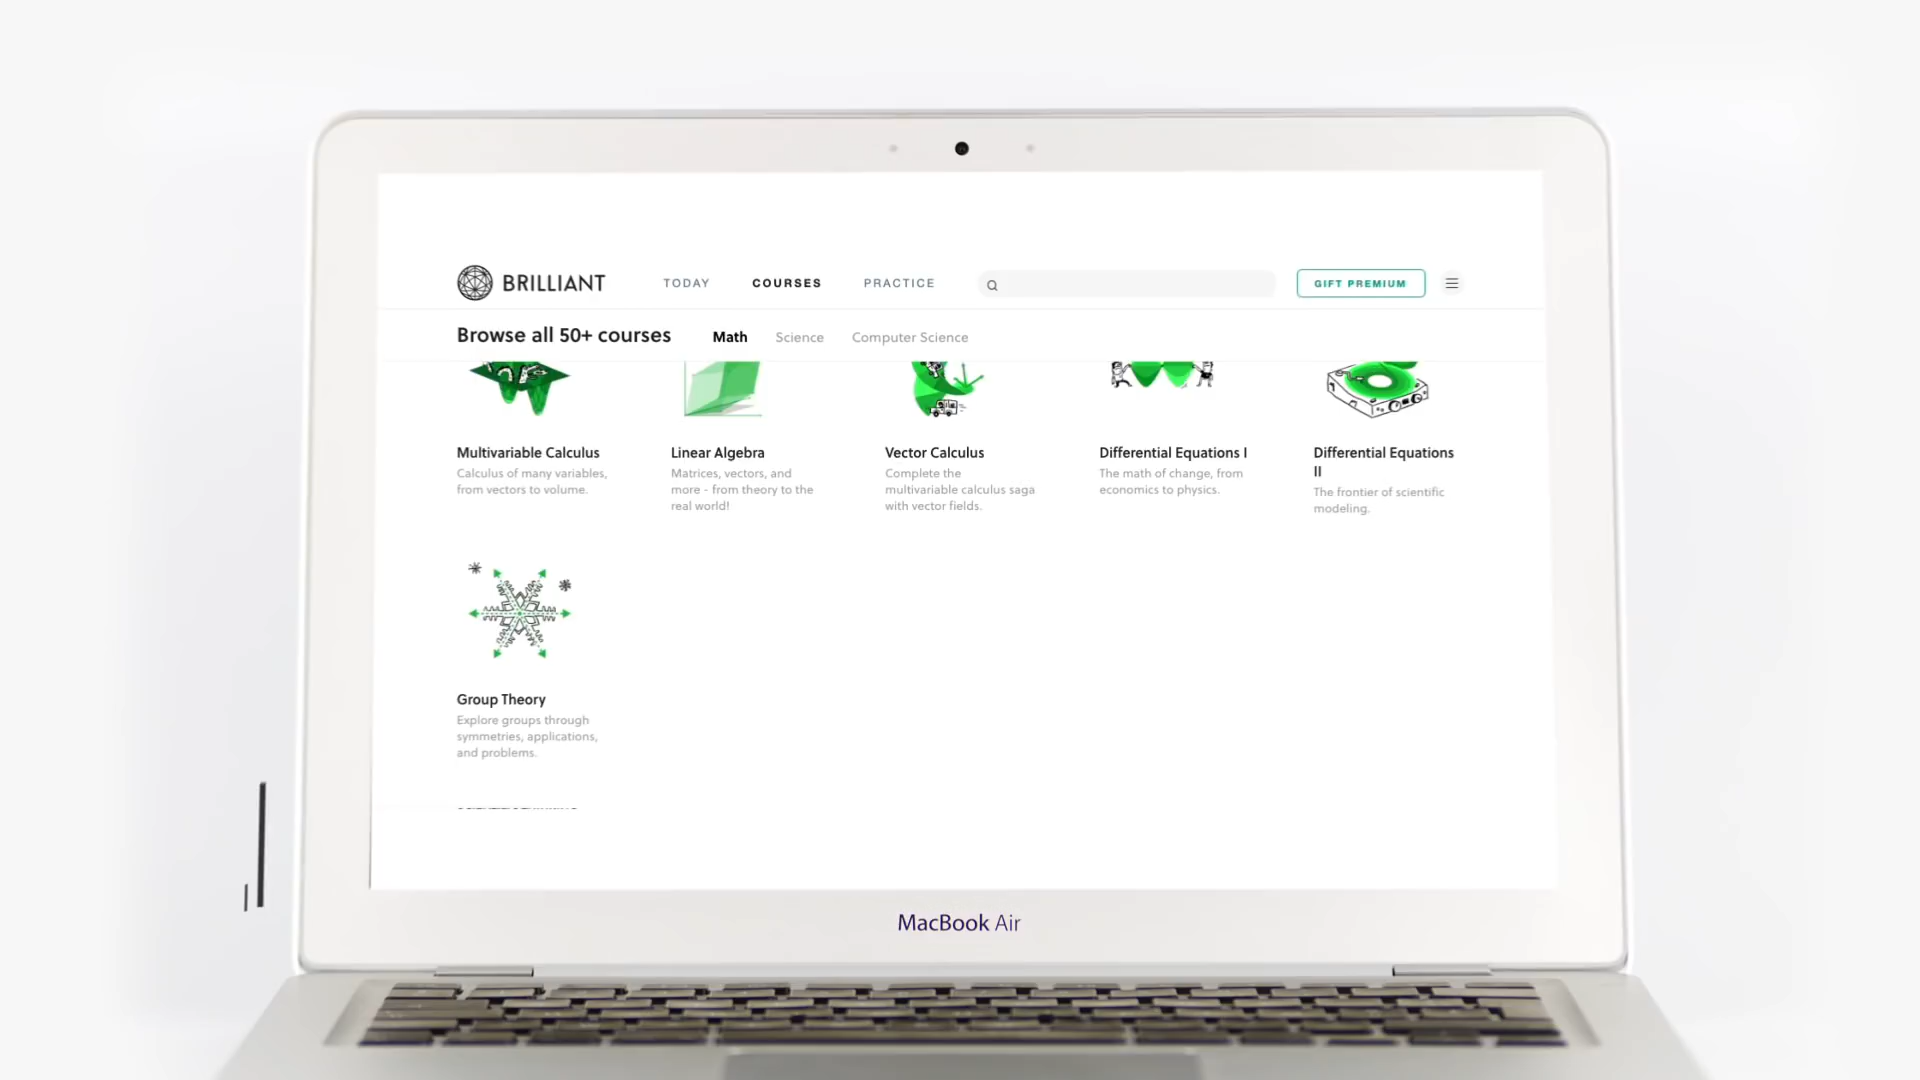 BRILLIANT
TODAY
COURSES
PRACTICE
GIFT PREMIUM
Browse all 50+ courses
Math
Science
Computer Science
Multivariable Calculus
Calculus of many variables,
from vectors to volume.
Linear Algebra
Matrices, vectors, and
more - from theory to the
real world!
Vector Calculus
Complete the
multivariable calculus saga
with vector fields.
Differential Equations I
The math of change, from
economics to physics.
Differential Equations
II
The frontier of scientific
modeling.
Group Theory
Explore groups through
symmetries, applications,
and problems.
MacBook Air